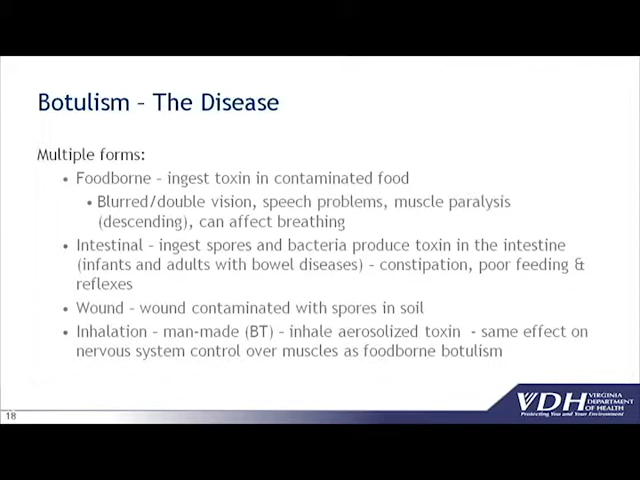 Botulism – The Disease
Multiple forms:
• Foodborne – ingest toxin in contaminated food
• Blurred/double vision, speech problems, muscle paralysis
(descending), can affect breathing
• Intestinal – ingest spores and bacteria produce toxin in the intestine
(infants and adults with bowel diseases) – constipation, poor feeding &
reflexes
• Wound – wound contaminated with spores in soil
• Inhalation – man-made (BT) – inhale aerosolized toxin - same effect on
nervous system control over muscles as foodborne botulism
18
VDH VIRGINIA
DEPARTMENT
OF HEALTH
Protecting You and Your Environment